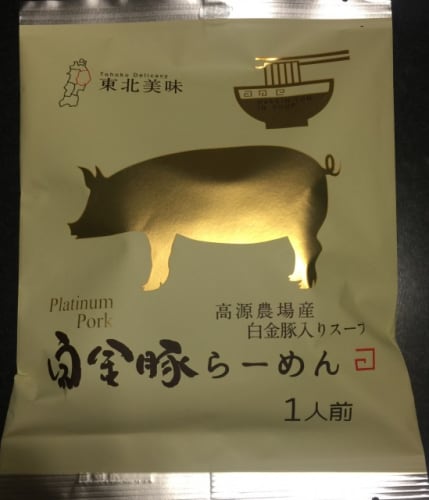 Tohoku Delicacy
東北美味
Platinum
Pork
高源農場産
白金豚入りスープ
白金豚らーめん
1人前